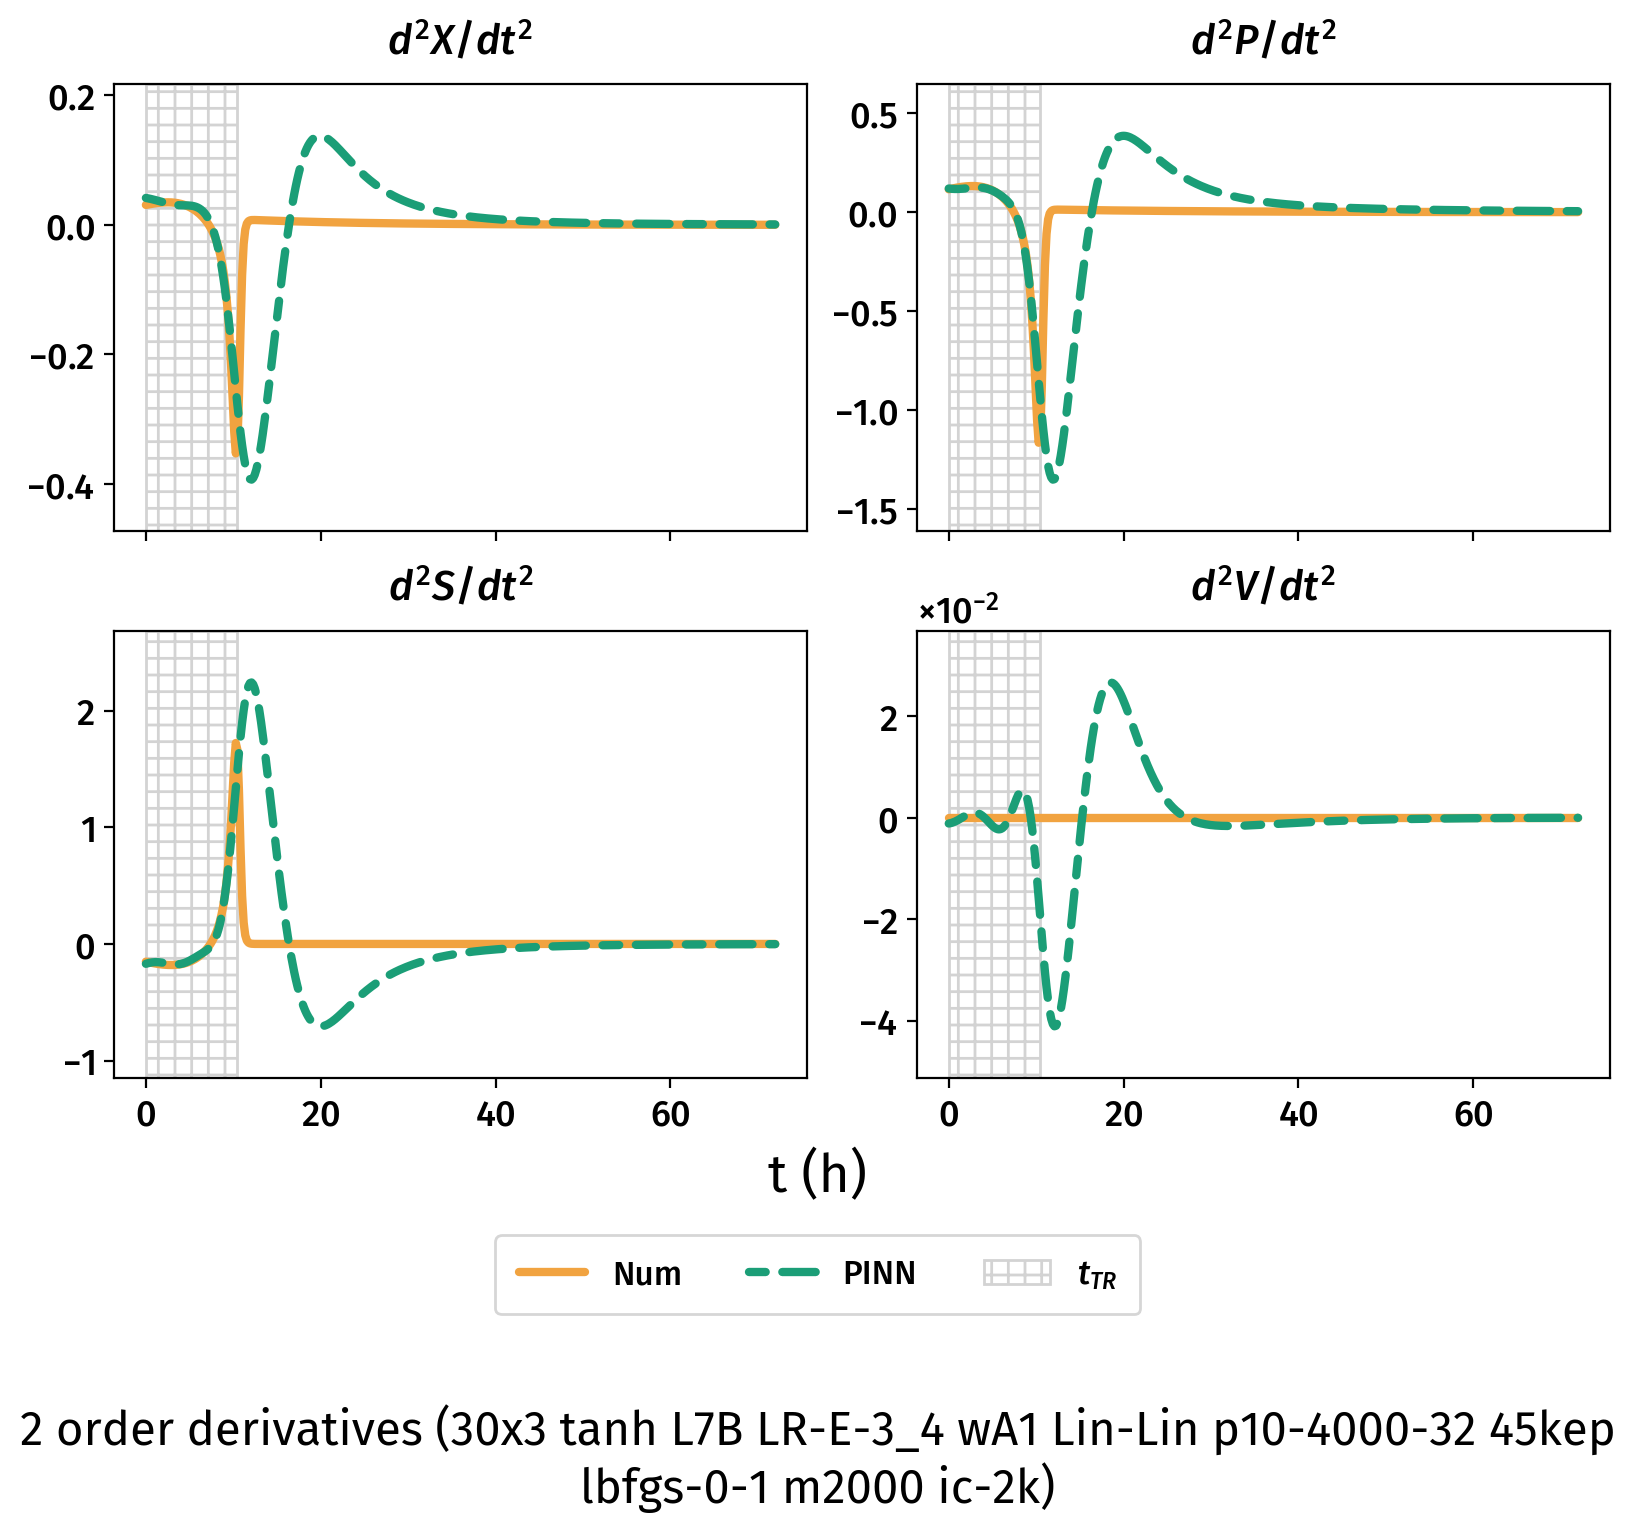 d²X/dt²
d²P/dt²
0.2
0.0
−0.2
−0.4
0.5
0.0
−0.5
−1.0
−1.5
d²S/dt²
d²V/dt²
×10⁻²
2
1
0
−1
2
0
−2
−4
0 20 40 60
0 20 40 60
t (h)
Num PINN t_TR
2 order derivatives (30x3 tanh L7B LR-E-3_4 wA1 Lin-Lin p10-4000-32 45kep
lbfgs-0-1 m2000 ic-2k)